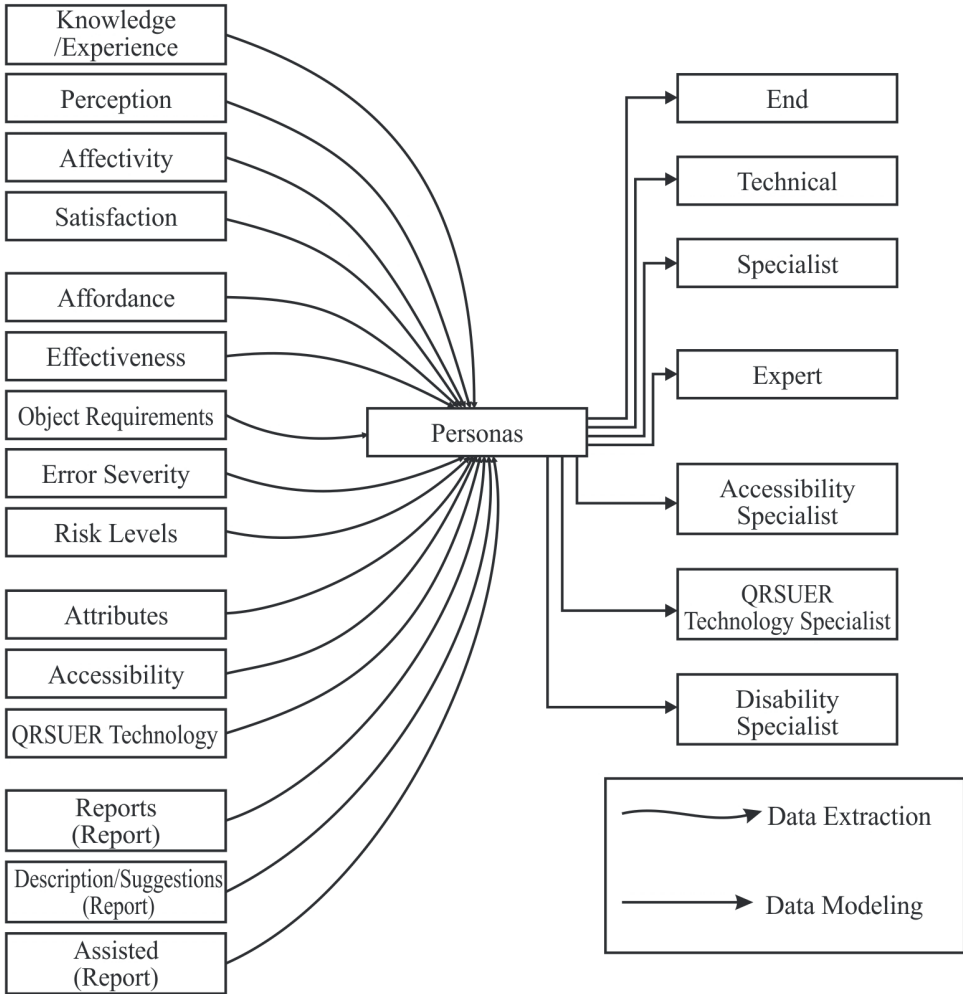 Knowledge
/Experience
Perception
Affectivity
Satisfaction
Affordance
Effectiveness
Object Requirements
Error Severity
Risk Levels
Attributes
Accessibility
QRSUER Technology
Reports
(Report)
Description/Suggestions
(Report)
Assisted
(Report)
Personas
End
Technical
Specialist
Expert
Accessibility
Specialist
QRSUER
Technology Specialist
Disability
Specialist
Data Extraction
Data Modeling